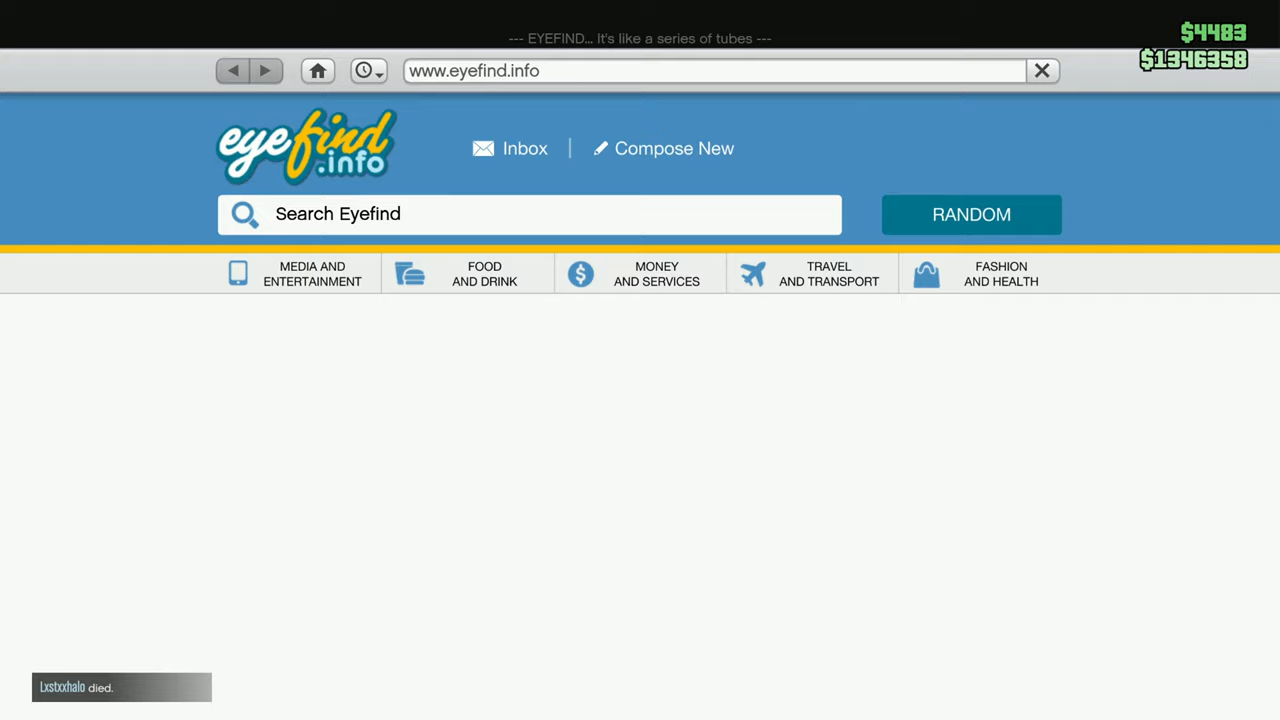 --- EYEFIND... It's like a series of tubes ---
$4483
$1346358
www.eyefind.info
eyefind
.info
Inbox
Compose New
Search Eyefind
RANDOM
MEDIA AND
ENTERTAINMENT
FOOD
AND DRINK
MONEY
AND SERVICES
TRAVEL
AND TRANSPORT
FASHION
AND HEALTH
Lxstxxhalo died.